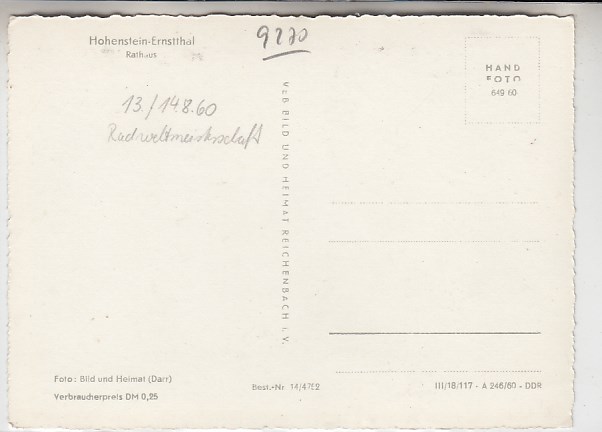 Hohenstein-Ernstthal
Rathaus
9270
HAND
FOTO
649 60
13./14.8.60
Radweltmeisterschaft
VEB BILD UND HEIMAT REICHENBACH i. V.
Foto: Bild und Heimat (Darr)
Verbraucherpreis DM 0,25
Best.-Nr 14/4752
III/18/117 - A 246/60 - DDR